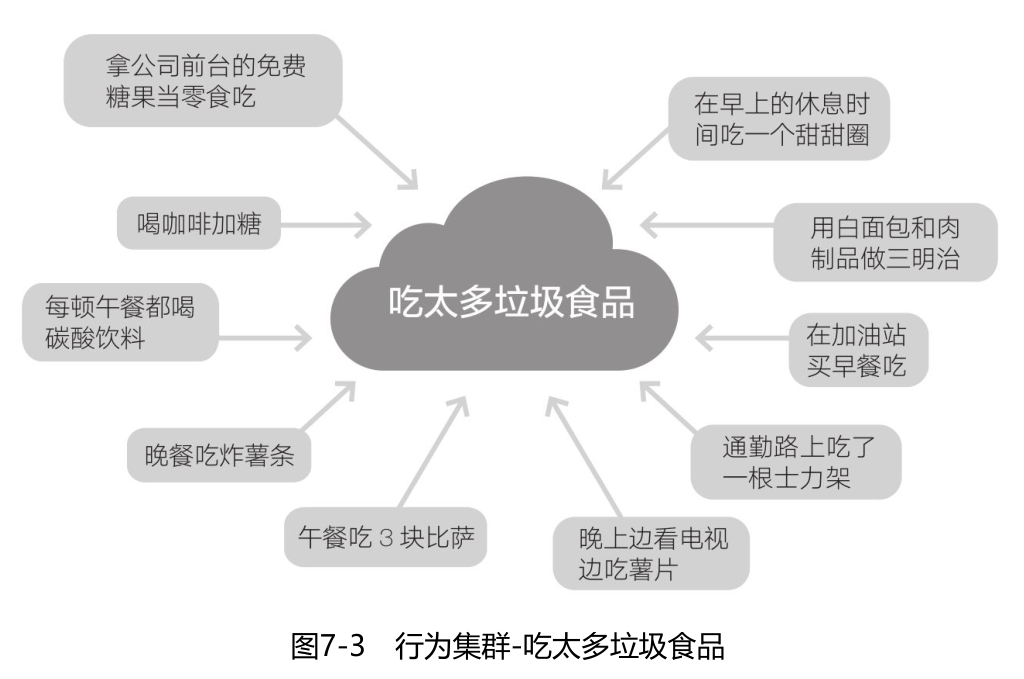 拿公司前台的免费
糖果当零食吃
在早上的休息时
间吃一个甜甜圈
喝咖啡加糖
用白面包和肉
制品做三明治
每顿午餐都喝
碳酸饮料
吃太多垃圾食品
在加油站
买早餐吃
晚餐吃炸薯条
通勤路上吃了
一根士力架
午餐吃3块比萨
晚上边看电视
边吃薯片
图7-3 行为集群-吃太多垃圾食品